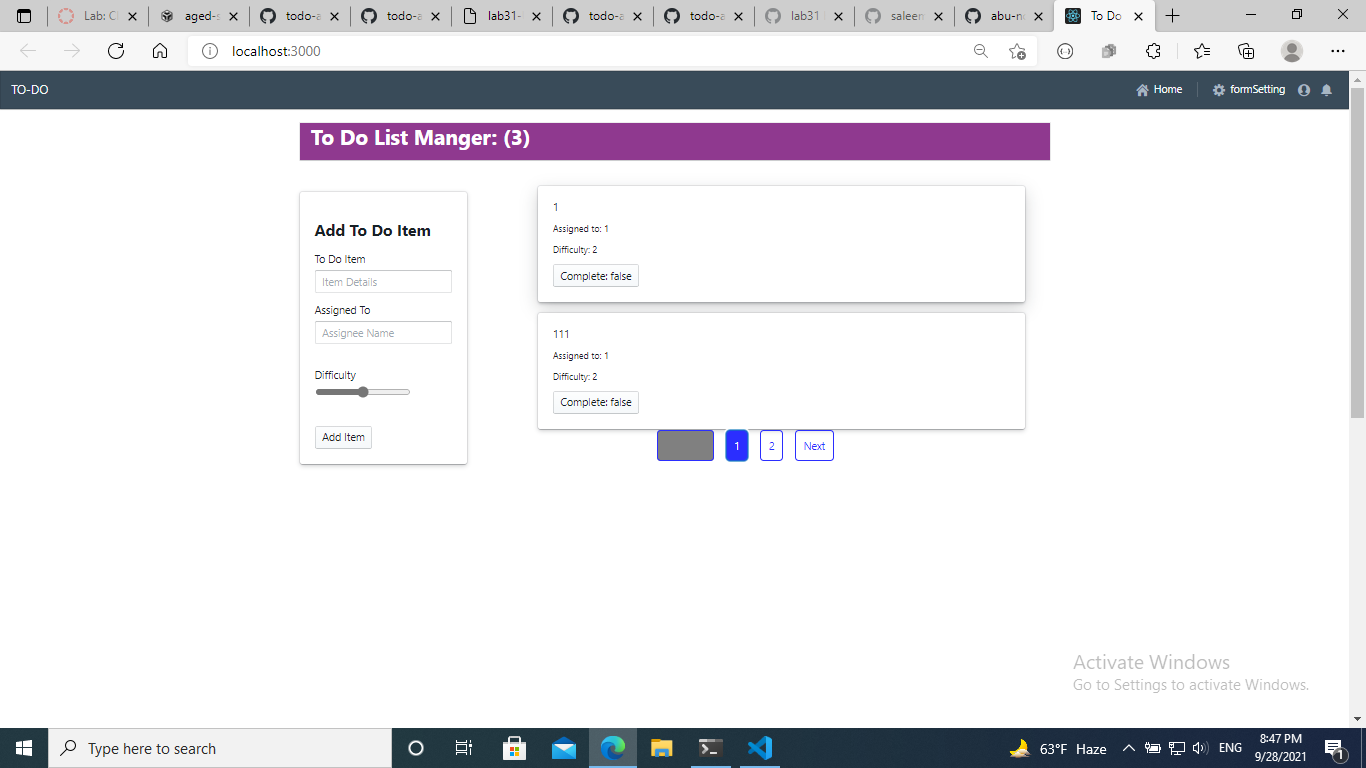 Lab: Cl
aged-s
todo-a
todo-a
lab31-
todo-a
todo-a
lab31
saleem
abu-no
To Do
localhost:3000
TO-DO
Home
formSetting
To Do List Manger: (3)
Add To Do Item
To Do Item
Item Details
Assigned To
Assignee Name
Difficulty
Add Item
1
Assigned to: 1
Difficulty: 2
Complete: false
111
Assigned to: 1
Difficulty: 2
Complete: false
1
2
Next
Activate Windows
Go to Settings to activate Windows.
Type here to search
63°F Haze
ENG
8:47 PM
9/28/2021
1